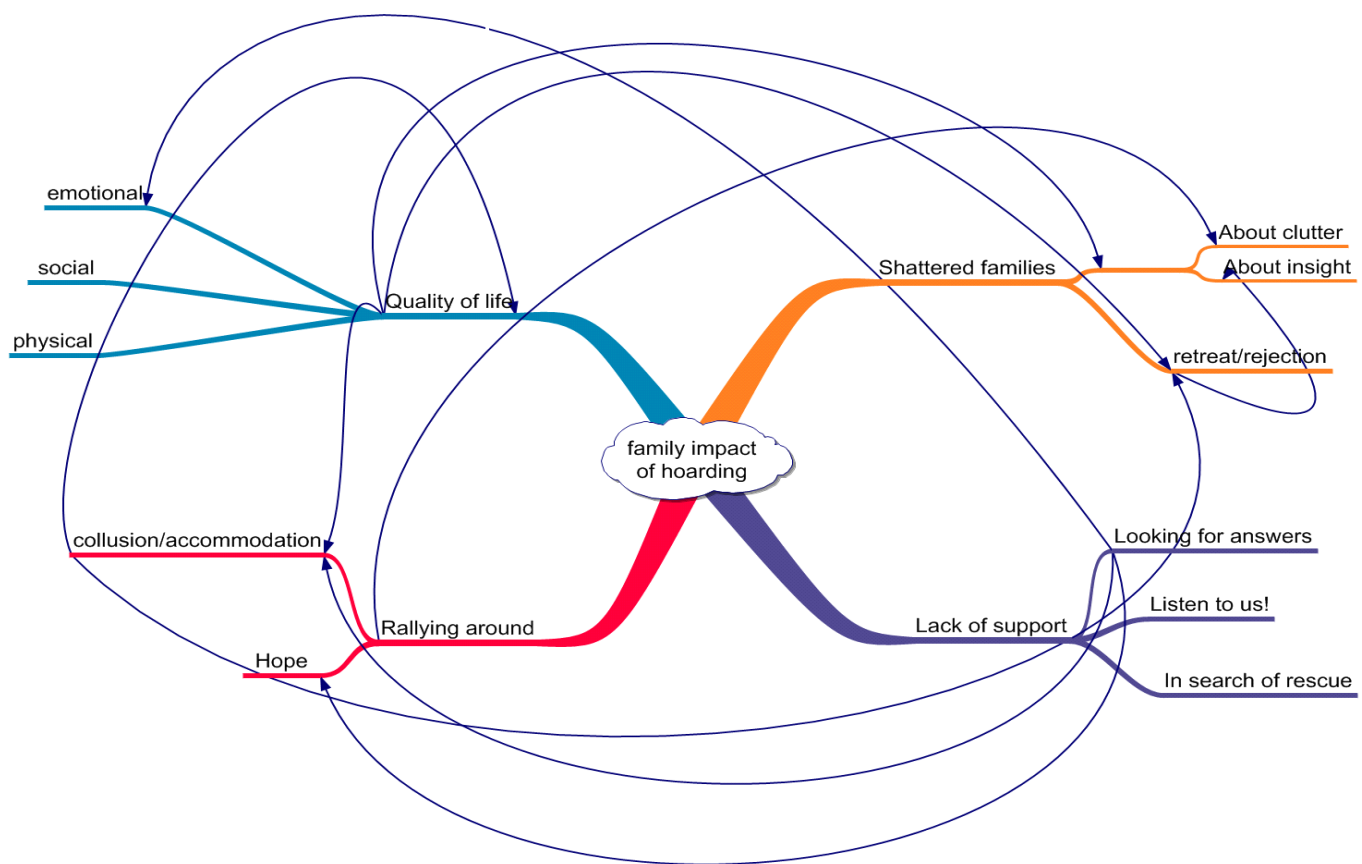 emotional
social
physical
Quality of life
Shattered families
About clutter
About insight
retreat/rejection
family impact
of hoarding
collusion/accommodation
Rallying around
Hope
Lack of support
Looking for answers
Listen to us!
In search of rescue